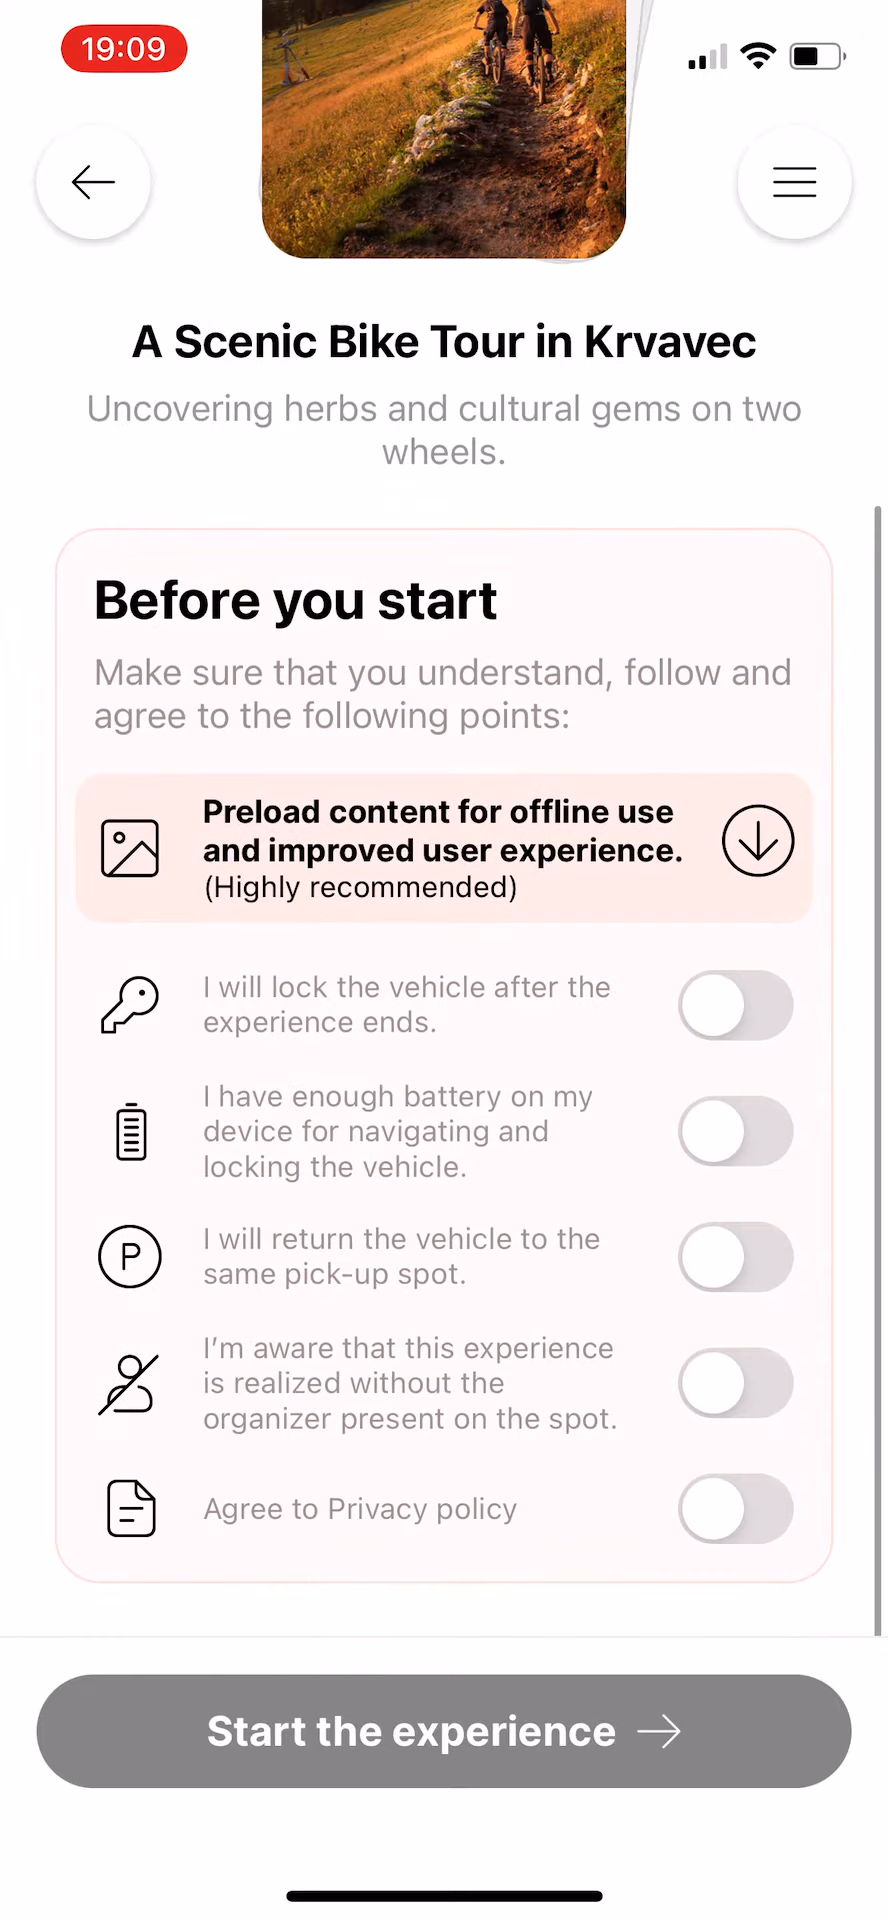 19:09
A Scenic Bike Tour in Krvavec
Uncovering herbs and cultural gems on two
wheels.
Before you start
Make sure that you understand, follow and
agree to the following points:
Preload content for offline use
and improved user experience.
(Highly recommended)
I will lock the vehicle after the
experience ends.
I have enough battery on my
device for navigating and
locking the vehicle.
P
I will return the vehicle to the
same pick-up spot.
I’m aware that this experience
is realized without the
organizer present on the spot.
Agree to Privacy policy
Start the experience